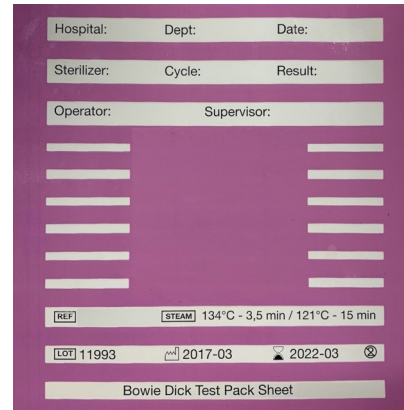 Hospital: Dept: Date:
Sterilizer: Cycle: Result:
Operator: Supervisor:
REF STEAM 134°C - 3,5 min / 121°C - 15 min
LOT 11993 2017-03 2022-03 2
Bowie Dick Test Pack Sheet